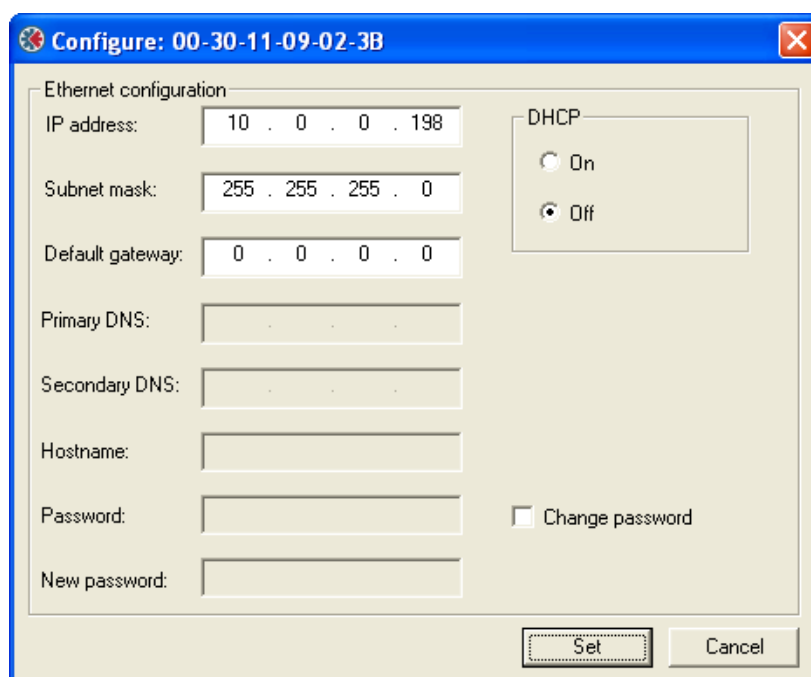 Configure: 00-30-11-09-02-3B
Ethernet configuration
IP address: 10 . 0 . 0 . 198
DHCP
On
Subnet mask: 255 . 255 . 255 . 0
Off
Default gateway: 0 . 0 . 0 . 0
Primary DNS: . . .
Secondary DNS: . . .
Hostname:
Password:
Change password
New password:
Set
Cancel